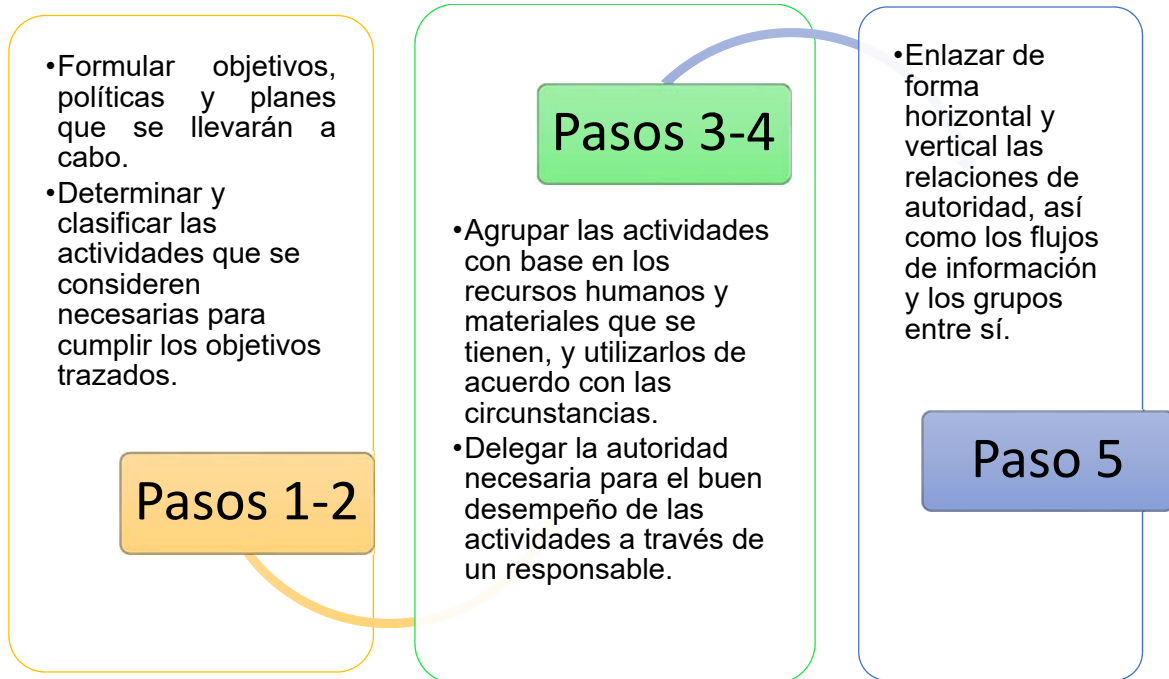 •Formular objetivos,
políticas y planes
que se llevarán a
cabo.
•Determinar y
clasificar las
actividades que se
consideren
necesarias para
cumplir los objetivos
trazados.
Pasos 1-2
Pasos 3-4
•Agrupar las actividades
con base en los
recursos humanos y
materiales que se
tienen, y utilizarlos de
acuerdo con las
circunstancias.
•Delegar la autoridad
necesaria para el buen
desempeño de las
actividades a través de
un responsable.
•Enlazar de
forma
horizontal y
vertical las
relaciones de
autoridad, así
como los flujos
de información
y los grupos
entre sí.
Paso 5